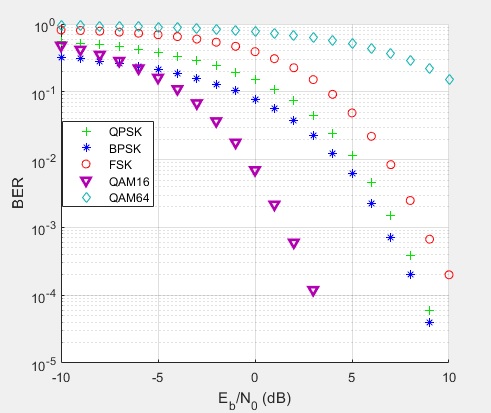 10^0
10^-1
10^-2
10^-3
10^-4
10^-5
BER
QPSK
BPSK
FSK
QAM16
QAM64
-10 -5 0 5 10
E_b/N_0 (dB)